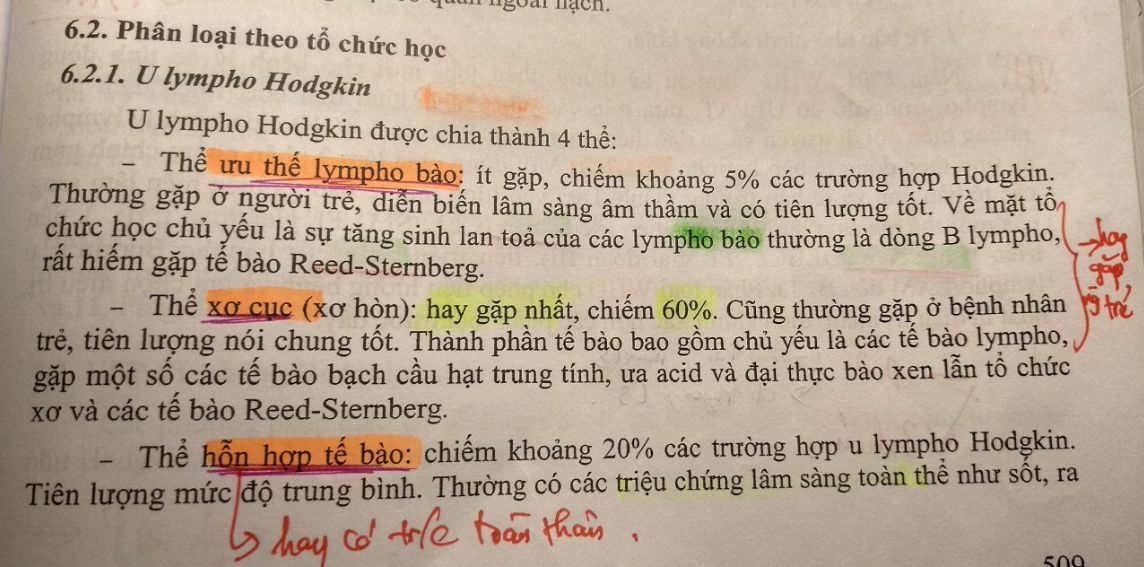 ngoài hạch.
6.2. Phân loại theo tổ chức học
6.2.1. U lympho Hodgkin
U lympho Hodgkin được chia thành 4 thể:
– Thể ưu thế lympho bào: ít gặp, chiếm khoảng 5% các trường hợp Hodgkin.
Thường gặp ở người trẻ, diễn biến lâm sàng âm thầm và có tiên lượng tốt. Về mặt tổ
chức học chủ yếu là sự tăng sinh lan toả của các lympho bào thường là dòng B lympho,
rất hiếm gặp tế bào Reed-Sternberg.
→ hay
gặp
trẻ
– Thể xơ cục (xơ hòn): hay gặp nhất, chiếm 60%. Cũng thường gặp ở bệnh nhân
trẻ, tiên lượng nói chung tốt. Thành phần tế bào bao gồm chủ yếu là các tế bào lympho,
gặp một số các tế bào bạch cầu hạt trung tính, ưa acid và đại thực bào xen lẫn tổ chức
xơ và các tế bào Reed-Sternberg.
– Thể hỗn hợp tế bào: chiếm khoảng 20% các trường hợp u lympho Hodgkin.
Tiên lượng mức độ trung bình. Thường có các triệu chứng lâm sàng toàn thể như sốt, ra
hay có tr/c toàn thân.
509